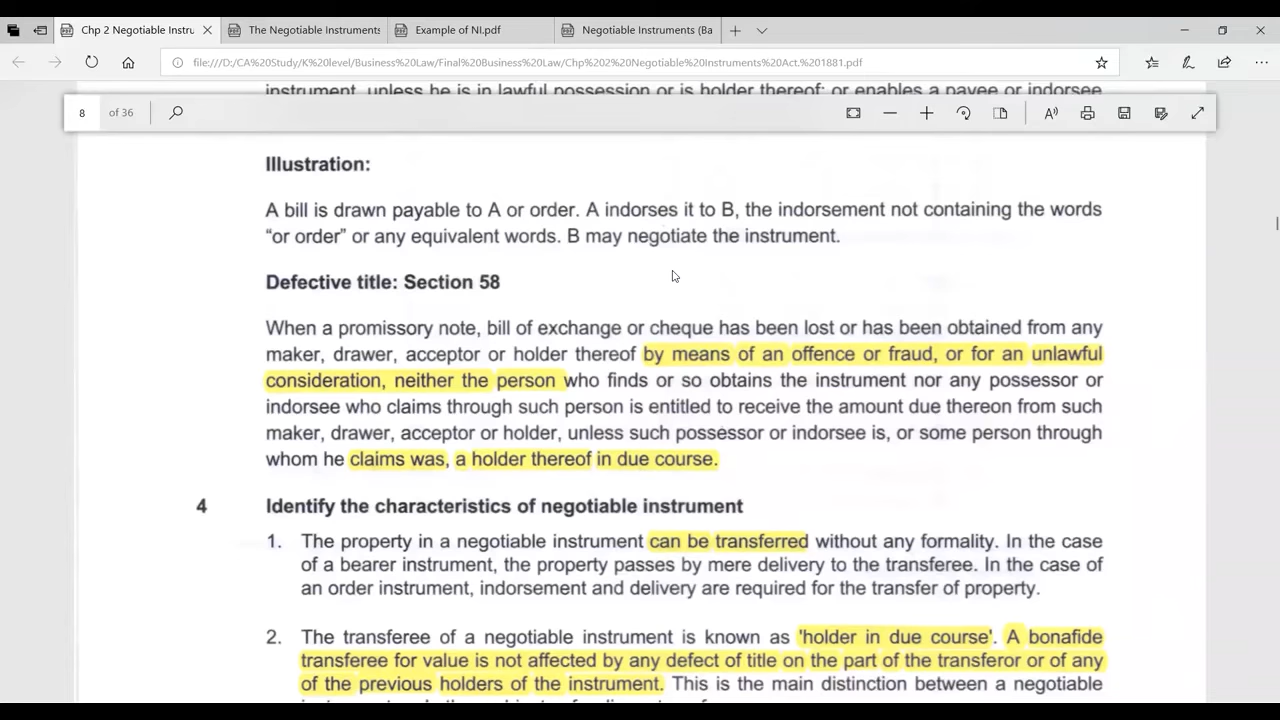 Chp 2 Negotiable Instru
The Negotiable Instruments
Example of NI.pdf
Negotiable Instruments (Ba
file:///D:/CA%20Study/K%20level/Business%20Law/Final%20Business%20Law/Chp%202%20Negotiable%20Instruments%20Act,%201881.pdf
instrument, unless he is in lawful possession or is holder thereof; or enables a payee or indorsee
8 of 36
Illustration:
A bill is drawn payable to A or order. A indorses it to B, the indorsement not containing the words
“or order” or any equivalent words. B may negotiate the instrument.
Defective title: Section 58
When a promissory note, bill of exchange or cheque has been lost or has been obtained from any
maker, drawer, acceptor or holder thereof by means of an offence or fraud, or for an unlawful
consideration, neither the person who finds or so obtains the instrument nor any possessor or
indorsee who claims through such person is entitled to receive the amount due thereon from such
maker, drawer, acceptor or holder, unless such possessor or indorsee is, or some person through
whom he claims was, a holder thereof in due course.
4 Identify the characteristics of negotiable instrument
1. The property in a negotiable instrument can be transferred without any formality. In the case
of a bearer instrument, the property passes by mere delivery to the transferee. In the case of
an order instrument, indorsement and delivery are required for the transfer of property.
2. The transferee of a negotiable instrument is known as 'holder in due course'. A bonafide
transferee for value is not affected by any defect of title on the part of the transferor or of any
of the previous holders of the instrument. This is the main distinction between a negotiable